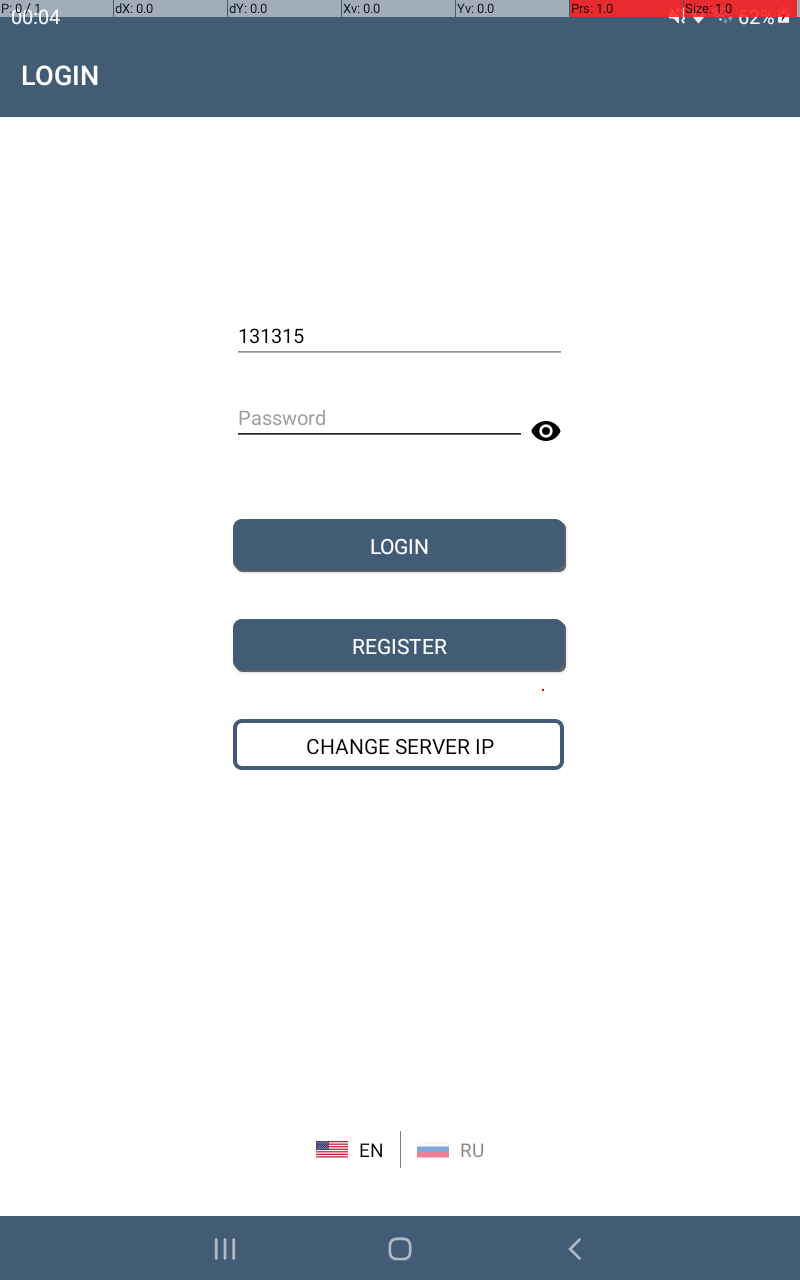 P: 0 / 1 dX: 0.0 dY: 0.0 Xv: 0.0 Yv: 0.0 Prs: 1.0 Size: 1.0
00:04 62%
LOGIN
131315
Password
LOGIN
REGISTER
CHANGE SERVER IP
EN RU